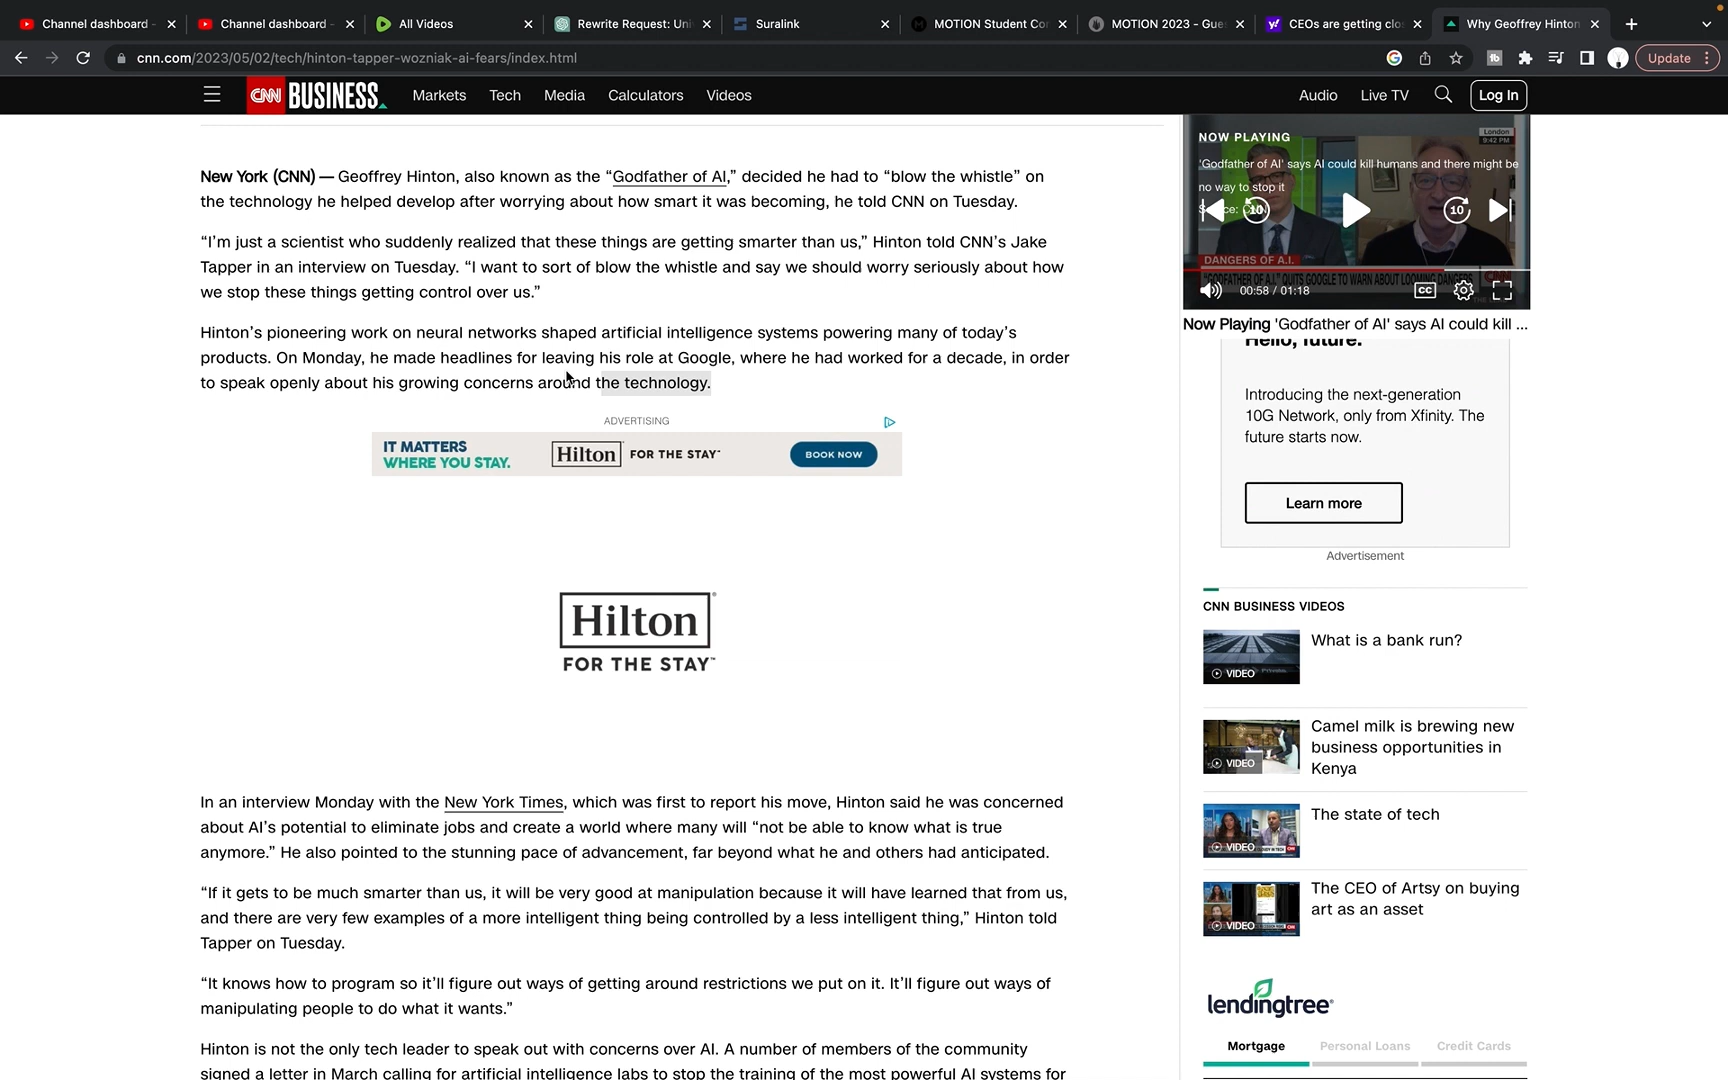 Channel dashboard -
Channel dashboard -
All Videos
Rewrite Request: Uni
Suralink
MOTION Student Co
MOTION 2023 - Gue
CEOs are getting clo
Why Geoffrey Hinton
cnn.com/2023/05/02/tech/hinton-tapper-wozniak-ai-fears/index.html
Update
CNN BUSINESS
Markets
Tech
Media
Calculators
Videos
Audio
Live TV
Log In
New York (CNN) — Geoffrey Hinton, also known as the “Godfather of AI,” decided he had to “blow the whistle” on
the technology he helped develop after worrying about how smart it was becoming, he told CNN on Tuesday.
“I’m just a scientist who suddenly realized that these things are getting smarter than us,” Hinton told CNN’s Jake
Tapper in an interview on Tuesday. “I want to sort of blow the whistle and say we should worry seriously about how
we stop these things getting control over us.”
Hinton’s pioneering work on neural networks shaped artificial intelligence systems powering many of today’s
products. On Monday, he made headlines for leaving his role at Google, where he had worked for a decade, in order
to speak openly about his growing concerns around the technology.
ADVERTISING
IT MATTERS
WHERE YOU STAY.
Hilton
FOR THE STAY™
BOOK NOW
Hilton
FOR THE STAY™
In an interview Monday with the New York Times, which was first to report his move, Hinton said he was concerned
about AI’s potential to eliminate jobs and create a world where many will “not be able to know what is true
anymore.” He also pointed to the stunning pace of advancement, far beyond what he and others had anticipated.
“If it gets to be much smarter than us, it will be very good at manipulation because it will have learned that from us,
and there are very few examples of a more intelligent thing being controlled by a less intelligent thing,” Hinton told
Tapper on Tuesday.
“It knows how to program so it’ll figure out ways of getting around restrictions we put on it. It’ll figure out ways of
manipulating people to do what it wants.”
Hinton is not the only tech leader to speak out with concerns over AI. A number of members of the community
signed a letter in March calling for artificial intelligence labs to stop the training of the most powerful AI systems for
NOW PLAYING
London
9:42 PM
'Godfather of AI' says AI could kill humans and there might be
no way to stop it
10
10
DANGERS OF A.I.
"GODFATHER OF A.I." QUITS GOOGLE TO WARN ABOUT LOOMING DANGERS
00:58 / 01:18
CC
Now Playing 'Godfather of AI' says AI could kill ...
Hello, future.
Introducing the next-generation
10G Network, only from Xfinity. The
future starts now.
Learn more
Advertisement
CNN BUSINESS VIDEOS
VIDEO
What is a bank run?
VIDEO
Camel milk is brewing new
business opportunities in
Kenya
VIDEO
The state of tech
VIDEO
The CEO of Artsy on buying
art as an asset
lendingtree
Mortgage
Personal Loans
Credit Cards